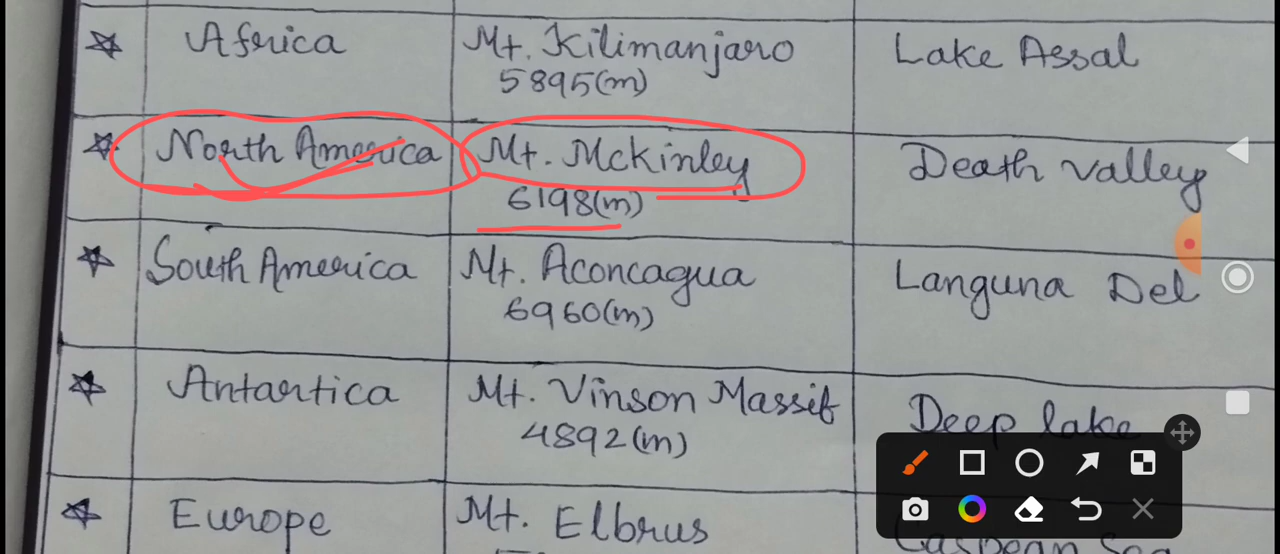 Africa Mt. Kilimanjaro Lake Assal
5895(m)
North America Mt. McKinley Death Valley
6198(m)
South America Mt. Aconcagua Languna Del
6960(m)
Antartica Mt. Vinson Massif Deep lake
4892(m)
Europe Mt. Elbrus